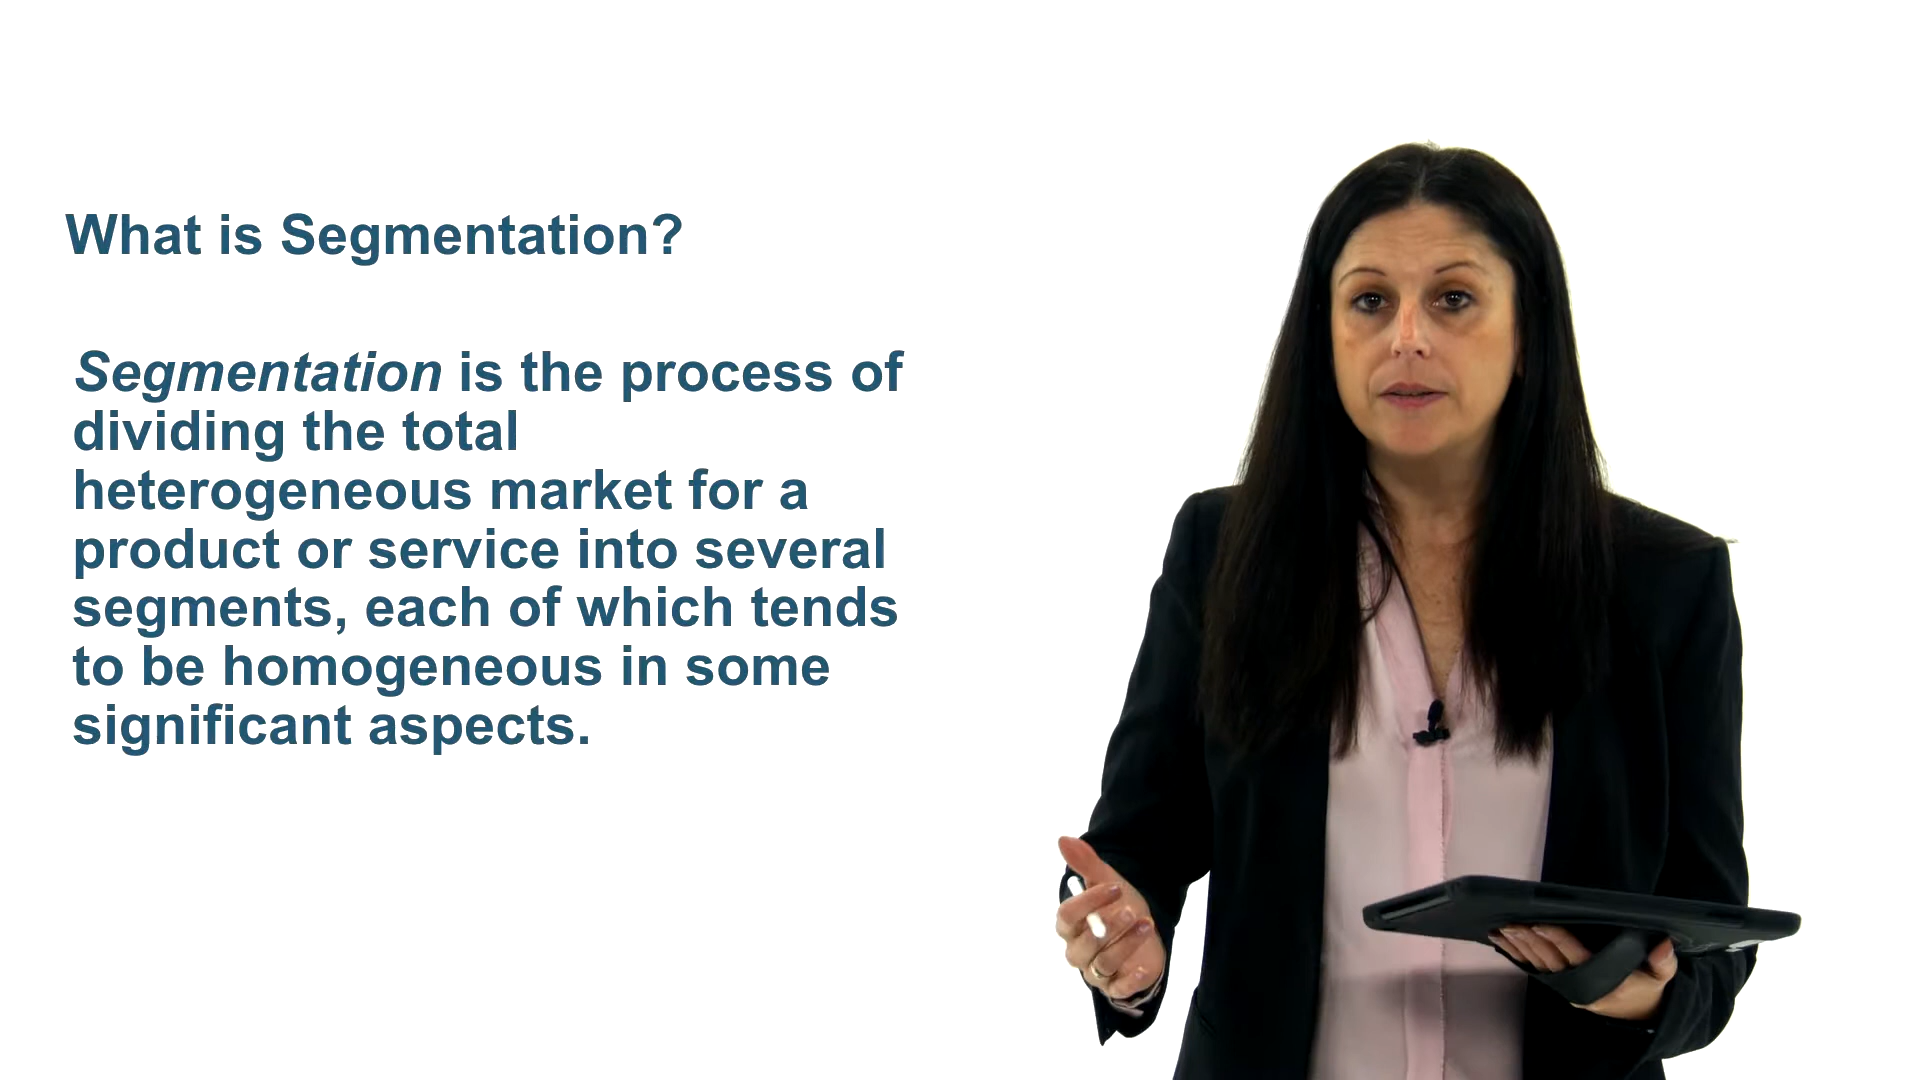 What is Segmentation?
Segmentation is the process of
dividing the total
heterogeneous market for a
product or service into several
segments, each of which tends
to be homogeneous in some
significant aspects.